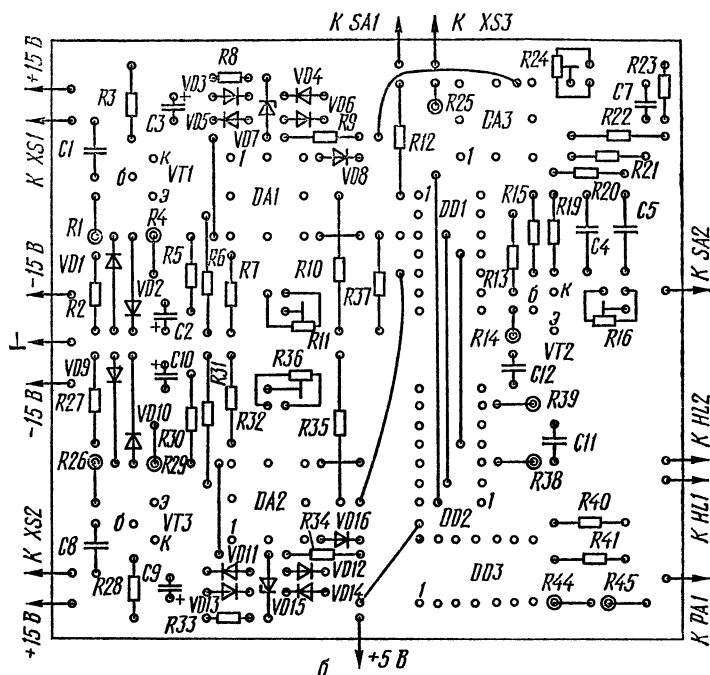 К SA1
К XS3
+15 В
К XS1
-15 В
-15 В
К XS2
+15 В
R3
C3
+
R8
VD3
VD4
VD5
VD6
VD7
R9
VD8
C1
к
б
VT1
э
1
DA1
R1
R4
R12
R25
DA3
1
R24
R23
C7
R22
R21
R20
1
DD1
R15
R19
C4
C5
К SA2
VD1
R2
VD2
R5
R6
R7
R10
R37
R13
б
к
э
R14
VT2
R16
+
C2
R11
VD9
C10
+
R31
R36
R27
VD10
R30
R32
R35
C12
R39
C11
R38
К HL2
R26
R29
э
б
VT3
к
DA2
1
R34
VD16
DD2
1
R40
R41
К HL1
C8
R28
C9
+
VD11
VD12
VD13
VD15
VD14
R33
DD3
1
R44
R45
К PA1
б
+5 В